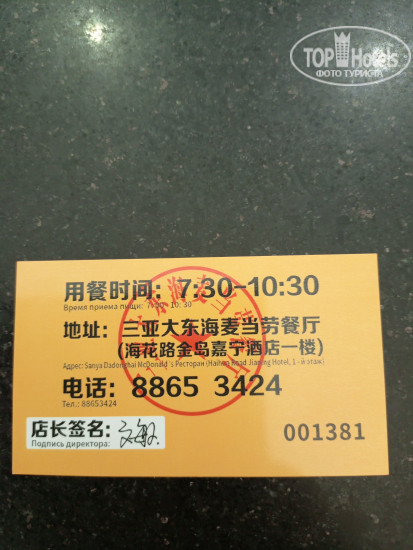 TOP Hotels
ФОТО ТУРИСТА
用餐时间：7:30-10:30
Время приема пищи: 7:30 - 10: 30
地址：三亚大东海麦当劳餐厅
(海花路金岛嘉宁酒店一楼)
Адрес: Sanya Dadonghai McDonald's Ресторан (Haihua Road Jianing Hotel, 1 - й этаж)
电话：8865 3424
Тел.: 88653424
店长签名：
Подпись директора:
001381